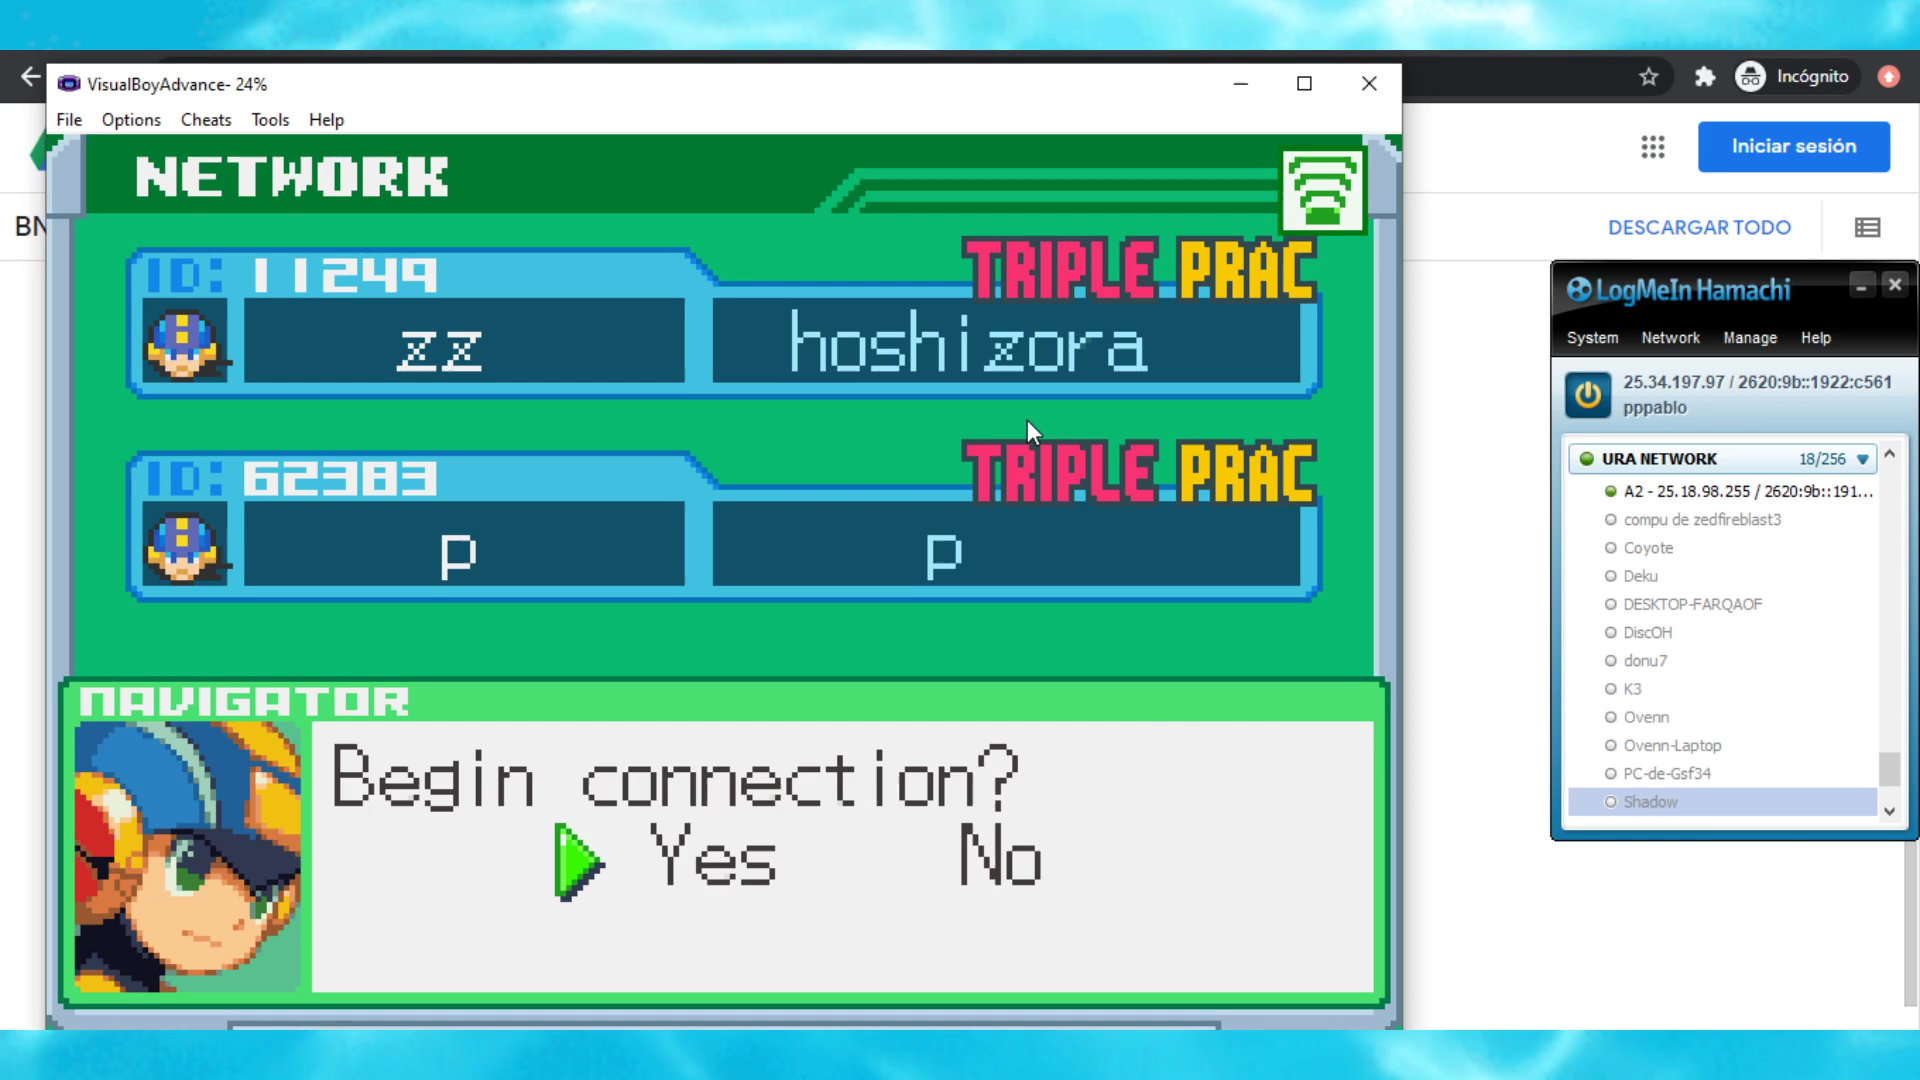 VisualBoyAdvance- 24%
File Options Cheats Tools Help
Incógnito
Iniciar sesión
BN
DESCARGAR TODO
NETWORK
ID: 11249
TRIPLE PRAC
zz
hoshizora
ID: 62383
TRIPLE PRAC
p
p
NAVIGATOR
Begin connection?
Yes No
LogMeIn Hamachi
System Network Manage Help
25.34.197.97 / 2620:9b::1922:c561
pppablo
URA NETWORK 18/256
A2 - 25.18.98.255 / 2620:9b::191...
compu de zedfireblast3
Coyote
Deku
DESKTOP-FARQAOF
DiscOH
donu7
K3
Ovenn
Ovenn-Laptop
PC-de-Gsf34
Shadow